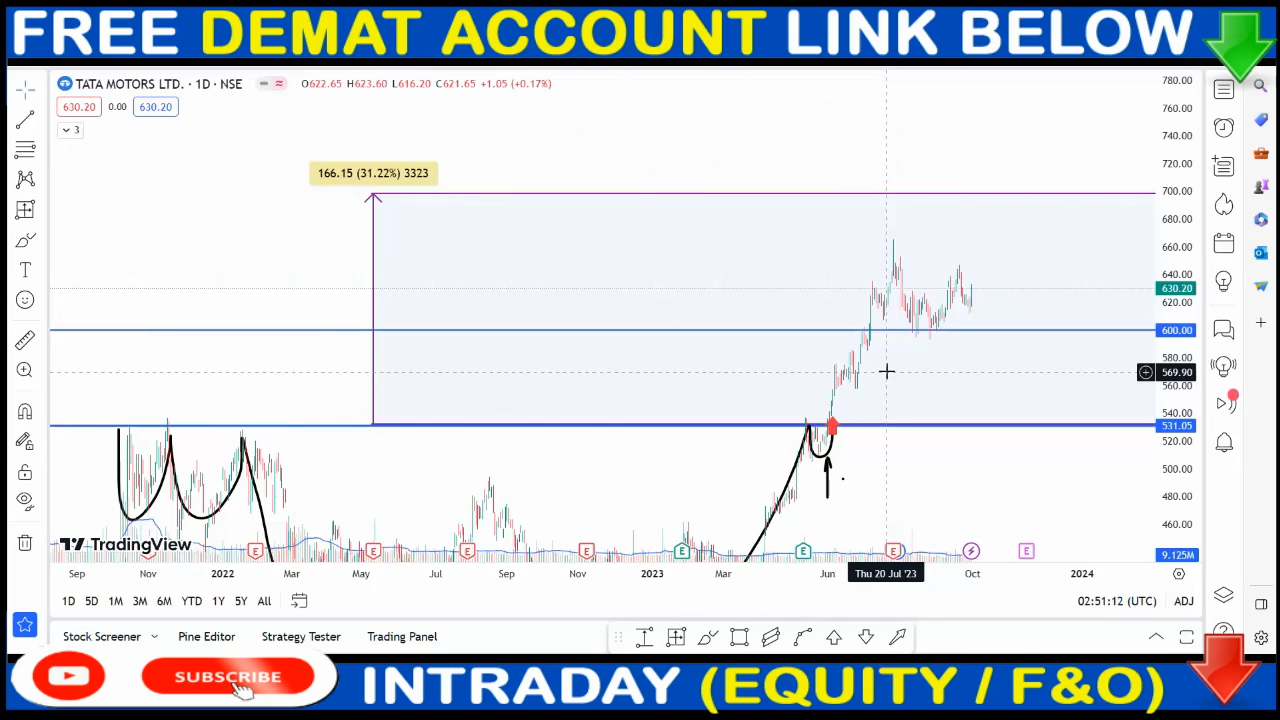 FREE DEMAT ACCOUNT LINK BELOW
TATA MOTORS LTD. · 1D · NSE O622.65 H623.60 L616.20 C621.65 +1.05 (+0.17%)
630.20 0.00 630.20
3
166.15 (31.22%) 3323
780.00
760.00
740.00
720.00
700.00
680.00
660.00
640.00
630.20
620.00
600.00
580.00
569.90
560.00
540.00
531.05
520.00
500.00
480.00
460.00
9.125M
TradingView
E E E E E E E E
Sep Nov 2022 Mar May Jul Sep Nov 2023 Mar Jun Thu 20 Jul '23 Oct 2024
1D 5D 1M 3M 6M YTD 1Y 5Y All 02:51:12 (UTC) ADJ
Stock Screener Pine Editor Strategy Tester Trading Panel
SUBSCRIBE
INTRADAY (EQUITY / F&O)